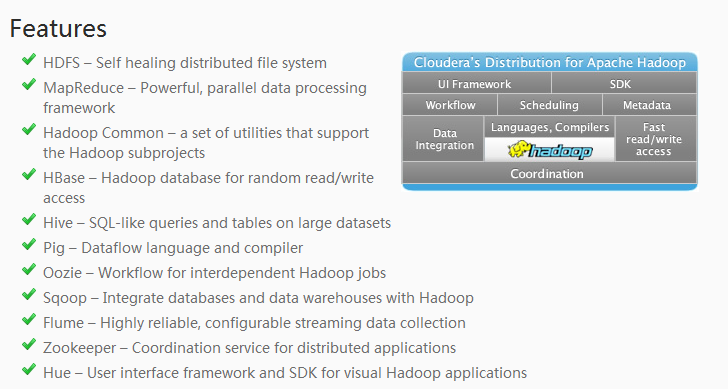 Features
HDFS – Self healing distributed file system
MapReduce – Powerful, parallel data processing
framework
Hadoop Common – a set of utilities that support
the Hadoop subprojects
HBase – Hadoop database for random read/write
access
Hive – SQL-like queries and tables on large datasets
Pig – Dataflow language and compiler
Oozie – Workflow for interdependent Hadoop jobs
Sqoop – Integrate databases and data warehouses with Hadoop
Flume – Highly reliable, configurable streaming data collection
Zookeeper – Coordination service for distributed applications
Hue – User interface framework and SDK for visual Hadoop applications
Cloudera's Distribution for Apache Hadoop
UI Framework
SDK
Workflow
Scheduling
Metadata
Data
Integration
Languages, Compilers
hadoop
Fast
read/write
access
Coordination